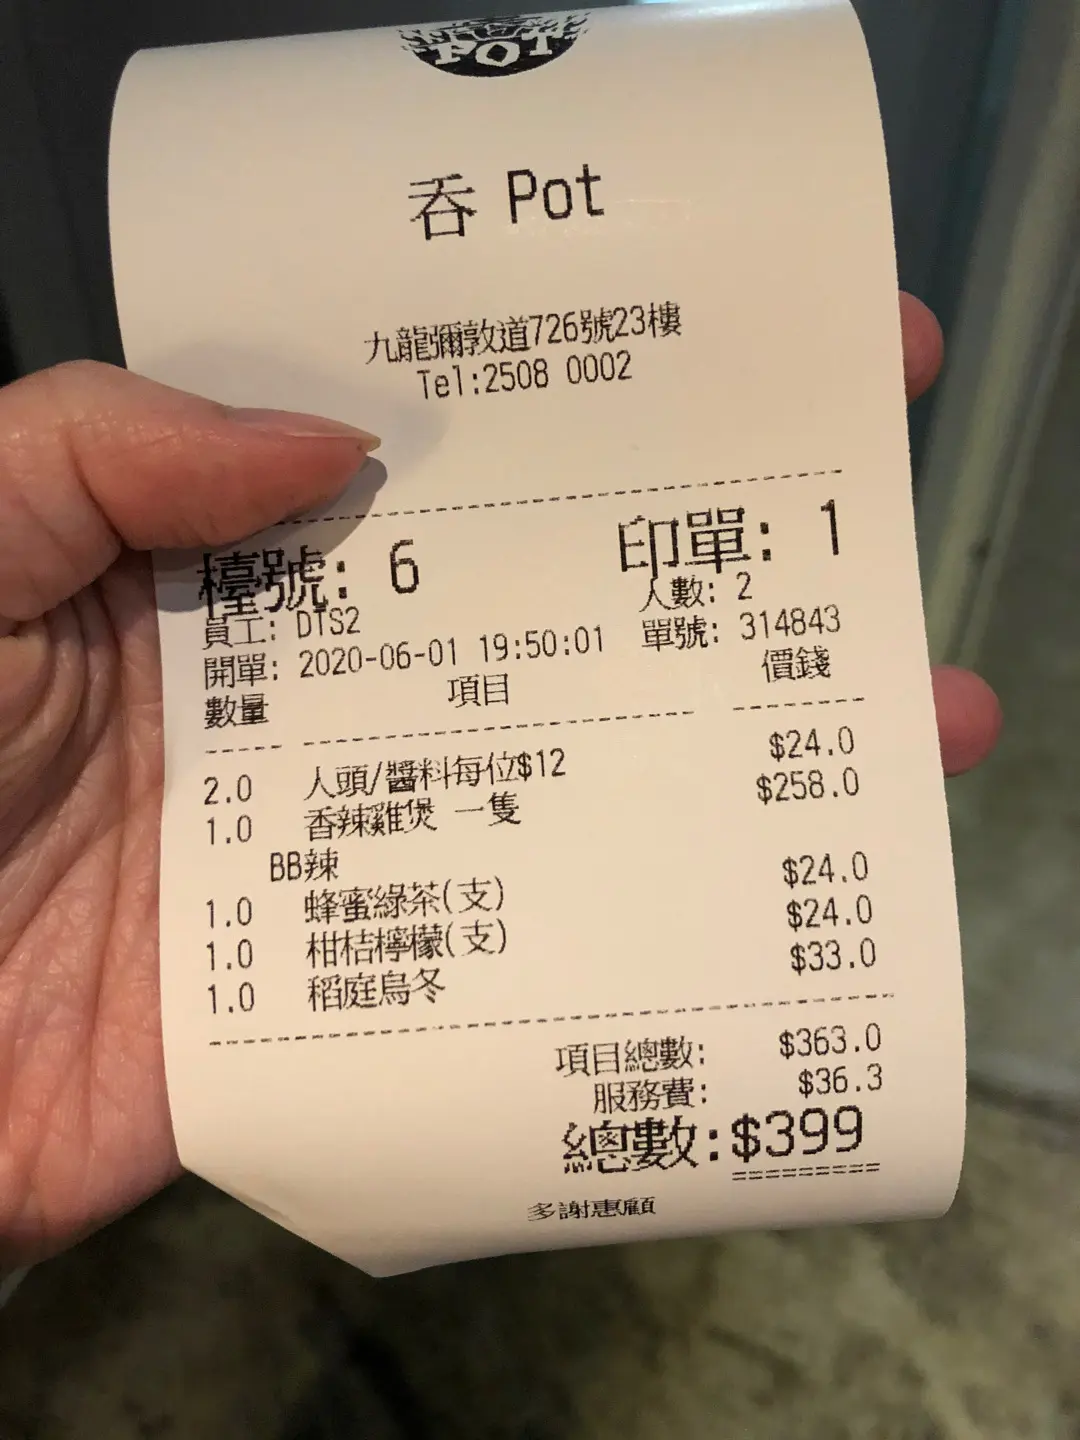 POT
呑 Pot
九龍彌敦道726號23樓
Tel:2508 0002
檯號: 6 印單: 1
員工: DTS2 人數: 2
開單: 2020-06-01 19:50:01 單號: 314843
數量 項目 價錢
2.0 人頭/醬料每位$12 $24.0
1.0 香辣雞煲 一隻 $258.0
BB辣
1.0 蜂蜜綠茶(支) $24.0
1.0 柑桔檸檬(支) $24.0
1.0 稻庭烏冬 $33.0
項目總數: $363.0
服務費: $36.3
總數:$399
多謝惠顧